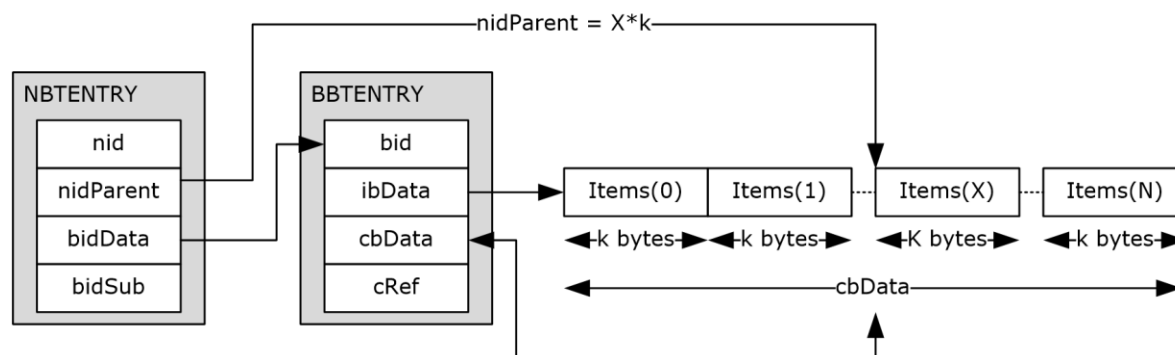 nidParent = X*k
NBTENTRY
nid
nidParent
bidData
bidSub
BBTENTRY
bid
ibData
cbData
cRef
Items(0) Items(1) Items(X) Items(N)
k bytes k bytes K bytes k bytes
cbData